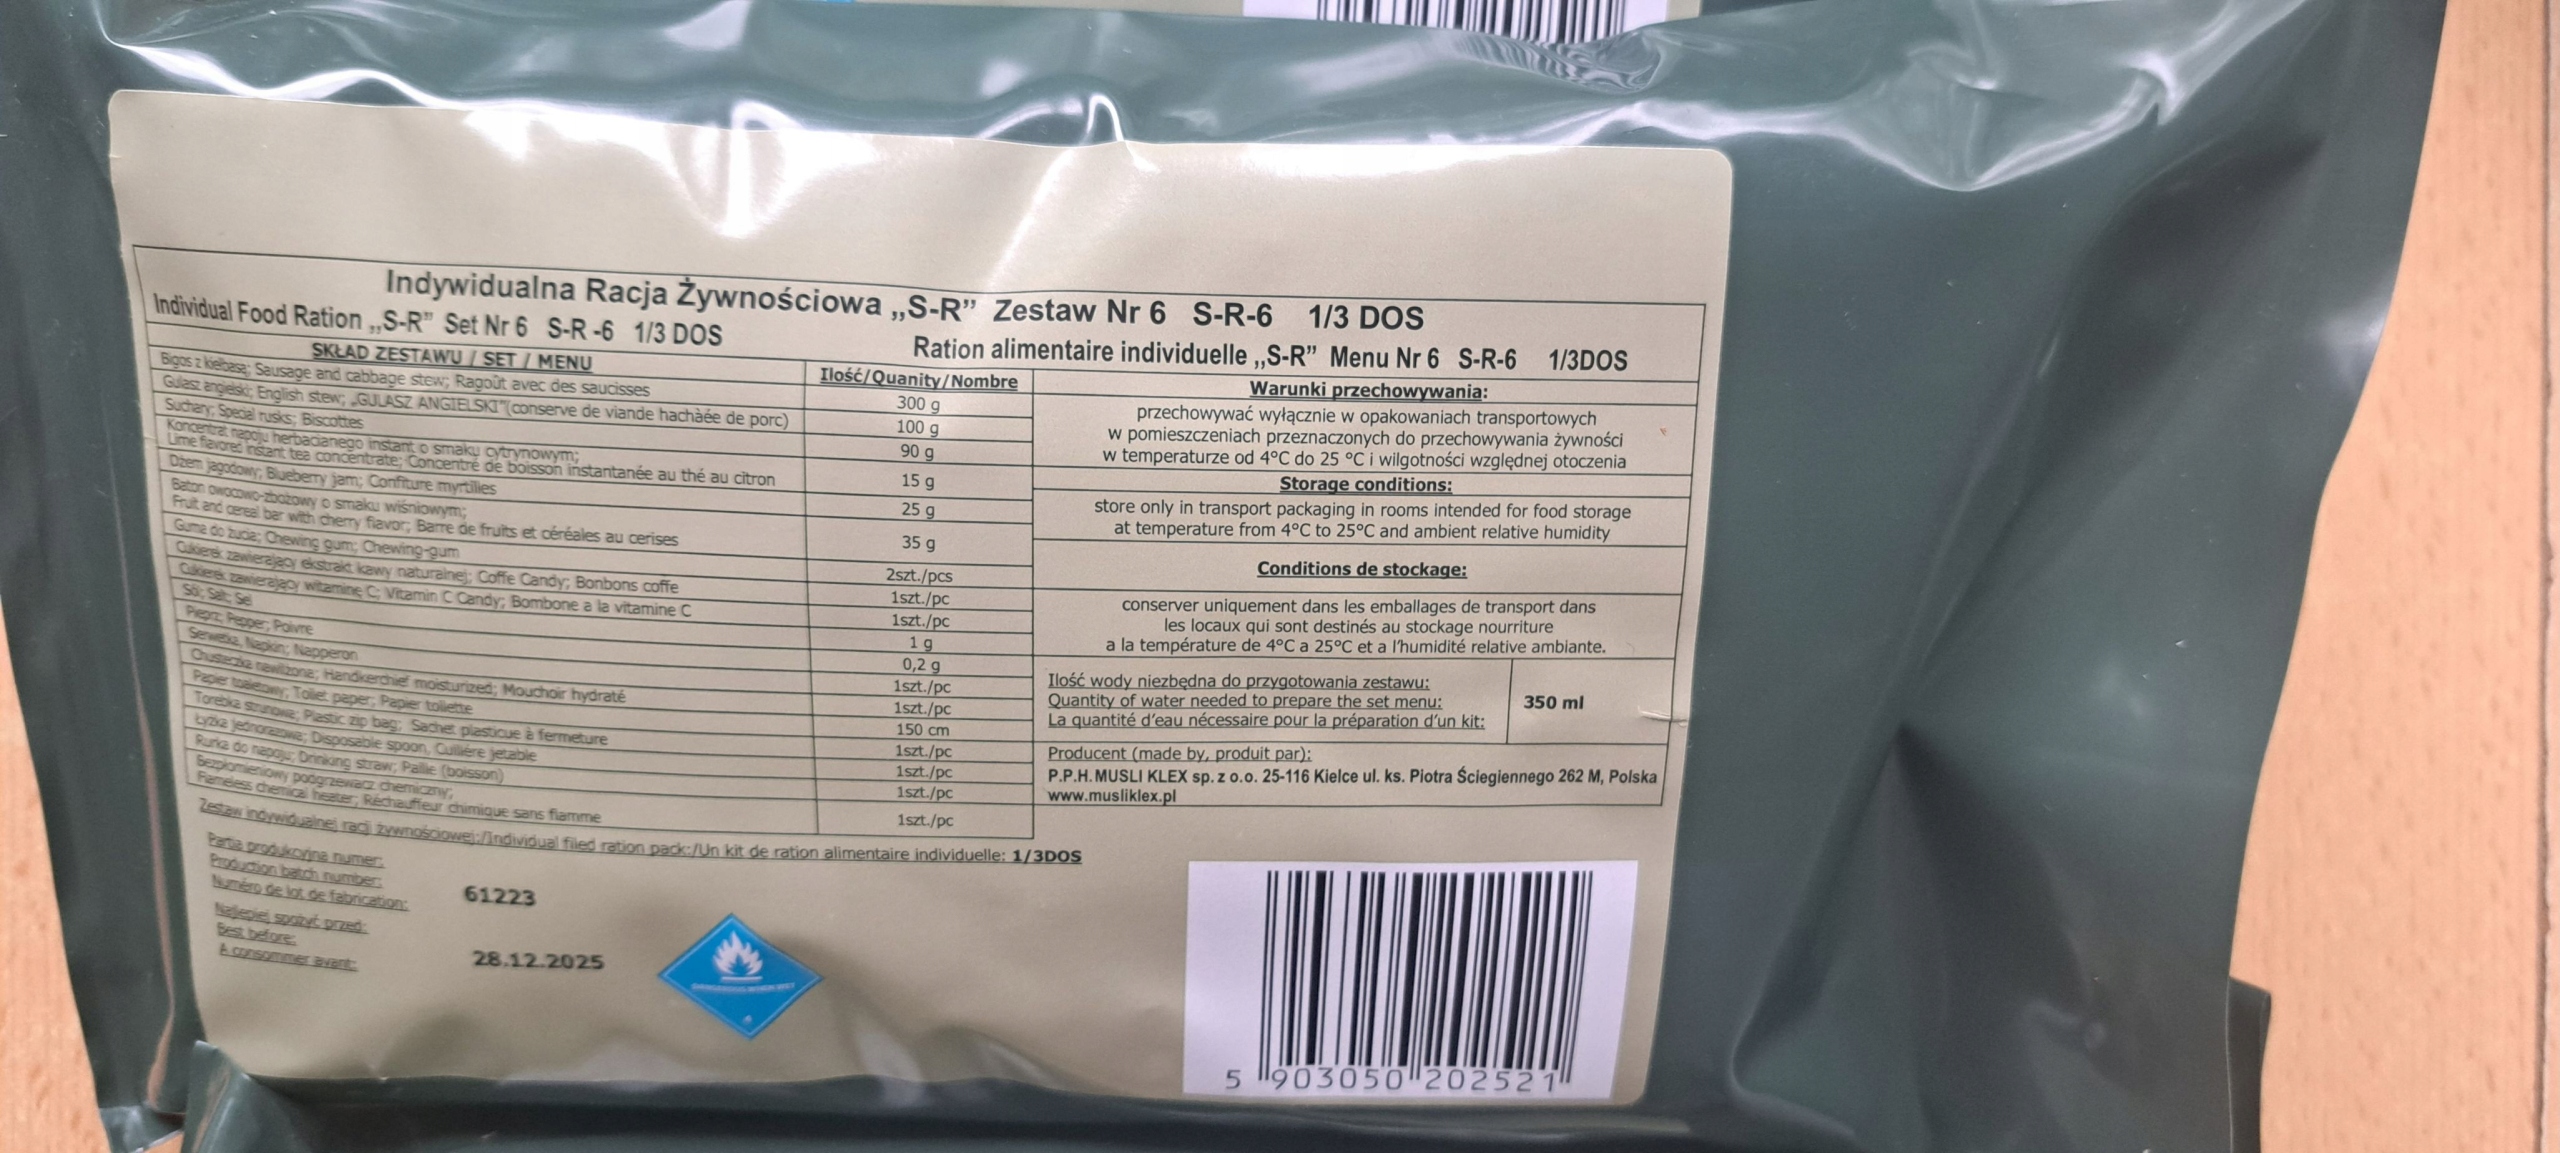 Indywidualna Racja Żywnościowa „S-R” Zestaw Nr 6 S-R-6 1/3 DOS
Individual Food Ration „S-R” Set Nr 6 S-R -6 1/3 DOS
Ration alimentaire individuelle „S-R” Menu Nr 6 S-R-6 1/3DOS
SKŁAD ZESTAWU / SET / MENU
Ilość/Quanity/Nombre
Bigos z kiełbasą; Sausage and cabbage stew; Ragoût avec des saucisses
300 g
Gulasz angielski; English stew; „GULASZ ANGIELSKI”(conserve de viande hachàée de porc)
100 g
Suchary; Special rusks; Biscottes
90 g
Koncentrat napoju herbacianego instant o smaku cytrynowym;
Lime flavored instant tea concentrate; Concentré de boisson instantanée au thé au citron
15 g
Dżem jagodowy; Blueberry jam; Confiture myrtilles
25 g
Baton owocowo-zbożowy o smaku wiśniowym;
Fruit and cereal bar with cherry flavor; Barre de fruits et céréales au cerises
35 g
Guma do żucia; Chewing gum; Chewing-gum
2szt./pcs
Cukierek zawierający ekstrakt kawy naturalnej; Coffe Candy; Bonbons coffe
1szt./pc
Cukierek zawierający witaminę C; Vitamin C Candy; Bombone a la vitamine C
1szt./pc
Sól; Salt; Sel
1 g
Pieprz; Pepper; Poivre
0,2 g
Serwetka, Napkin; Napperon
1szt./pc
Chusteczka nawilżona; Handkerchief moisturized; Mouchoir hydraté
1szt./pc
Papier toaletowy; Toilet paper; Papier toilette
150 cm
Torebka strunowa; Plastic zip bag; Sachet plasticue à fermeture
1szt./pc
Łyżka jednorazowa; Disposable spoon, Cuillère jetable
1szt./pc
Rurka do napoju; Drinking straw; Pallie (boisson)
1szt./pc
Bezpłomieniowy podgrzewacz chemiczny;
Flameless chemical heater; Réchauffeur chimique sans flamme
1szt./pc
Zestaw indywidualnej racji żywnościowej:/Individual filed ration pack:/Un kit de ration alimentaire individuelle: 1/3DOS
Warunki przechowywania:
przechowywać wyłącznie w opakowaniach transportowych
w pomieszczeniach przeznaczonych do przechowywania żywności
w temperaturze od 4°C do 25 °C i wilgotności względnej otoczenia
Storage conditions:
store only in transport packaging in rooms intended for food storage
at temperature from 4°C to 25°C and ambient relative humidity
Conditions de stockage:
conserver uniquement dans les emballages de transport dans
les locaux qui sont destinés au stockage nourriture
a la température de 4°C a 25°C et a l’humidité relative ambiante.
Ilość wody niezbędna do przygotowania zestawu:
Quantity of water needed to prepare the set menu:
La quantité d’eau nécessaire pour la préparation d’un kit:
350 ml
Producent (made by, produit par):
P.P.H. MUSLI KLEX sp. z o.o. 25-116 Kielce ul. ks. Piotra Ściegiennego 262 M, Polska
www.musliklex.pl
Partia produkcyjna numer:
Production batch number:
Numéro de lot de fabrication:
61223
Najlepiej spożyć przed:
Best before:
A consommer avant:
28.12.2025
DANGEROUS WHEN WET
5 903050 202521